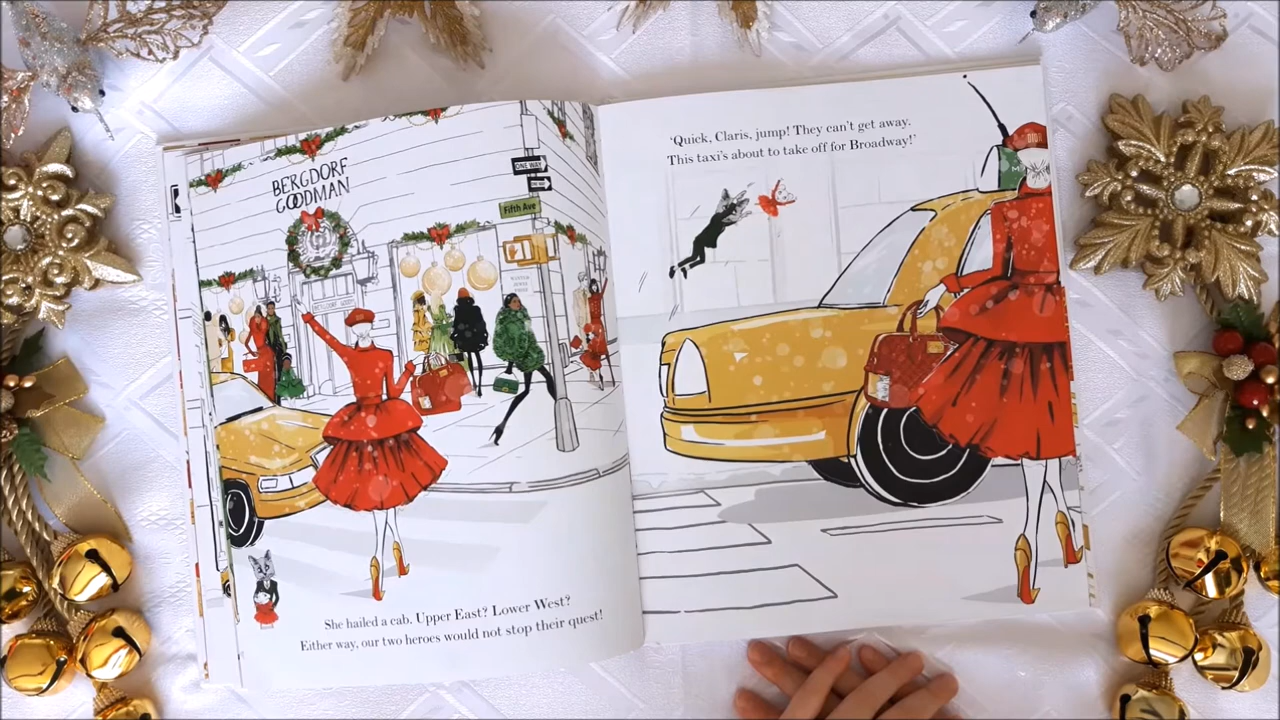 BERGDORF
GOODMAN
ONE WAY
Fifth Ave
She hailed a cab. Upper East? Lower West?
Either way, our two heroes would not stop their quest!
‘Quick, Claris, jump! They can’t get away.
This taxi’s about to take off for Broadway!’
DIOR